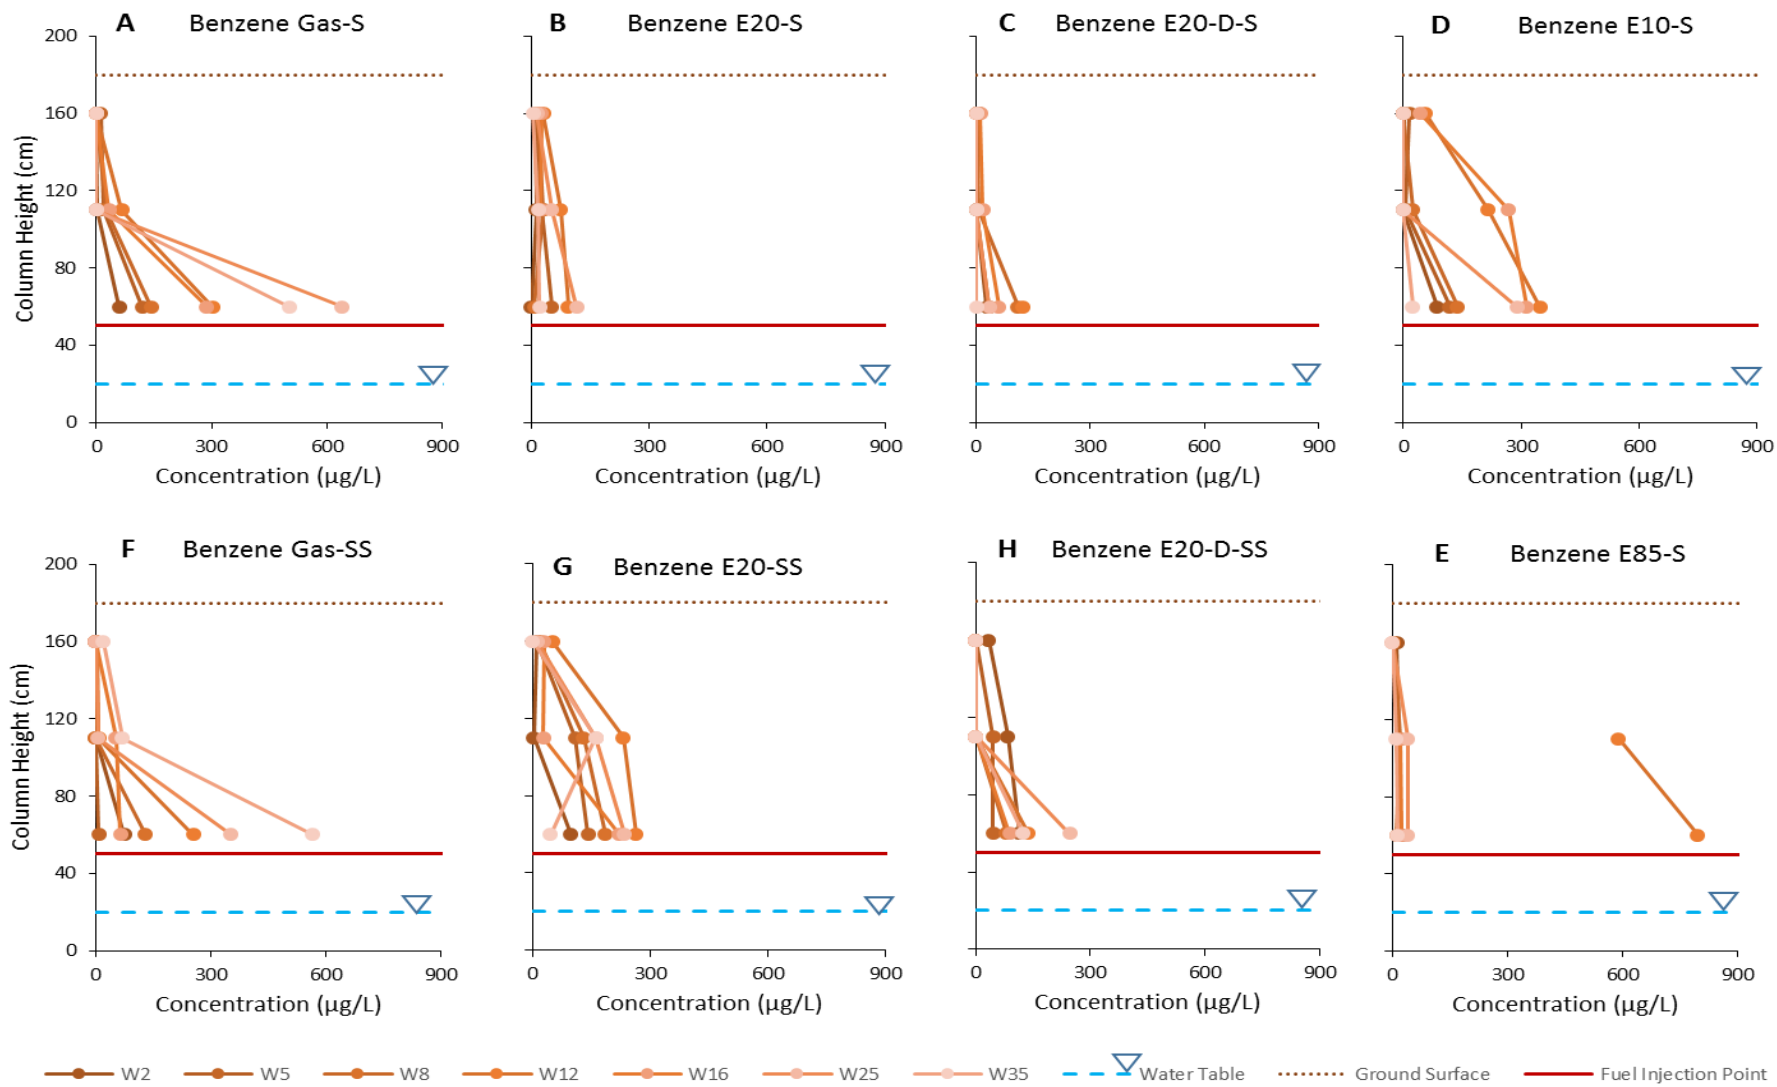 A Benzene Gas-S
B Benzene E20-S
C Benzene E20-D-S
D Benzene E10-S
200
160
120
80
40
0
Column Height (cm)
0 300 600 900
0 300 600 900
0 300 600 900
0 300 600 900
Concentration (µg/L)
Concentration (µg/L)
Concentration (µg/L)
Concentration (µg/L)
F Benzene Gas-SS
G Benzene E20-SS
H Benzene E20-D-SS
E Benzene E85-S
200
160
120
80
40
0
Column Height (cm)
0 300 600 900
0 300 600 900
0 300 600 900
0 300 600 900
Concentration (µg/L)
Concentration (µg/L)
Concentration (µg/L)
Concentration (µg/L)
W2 W5 W8 W12 W16 W25 W35 Water Table Ground Surface Fuel Injection Point